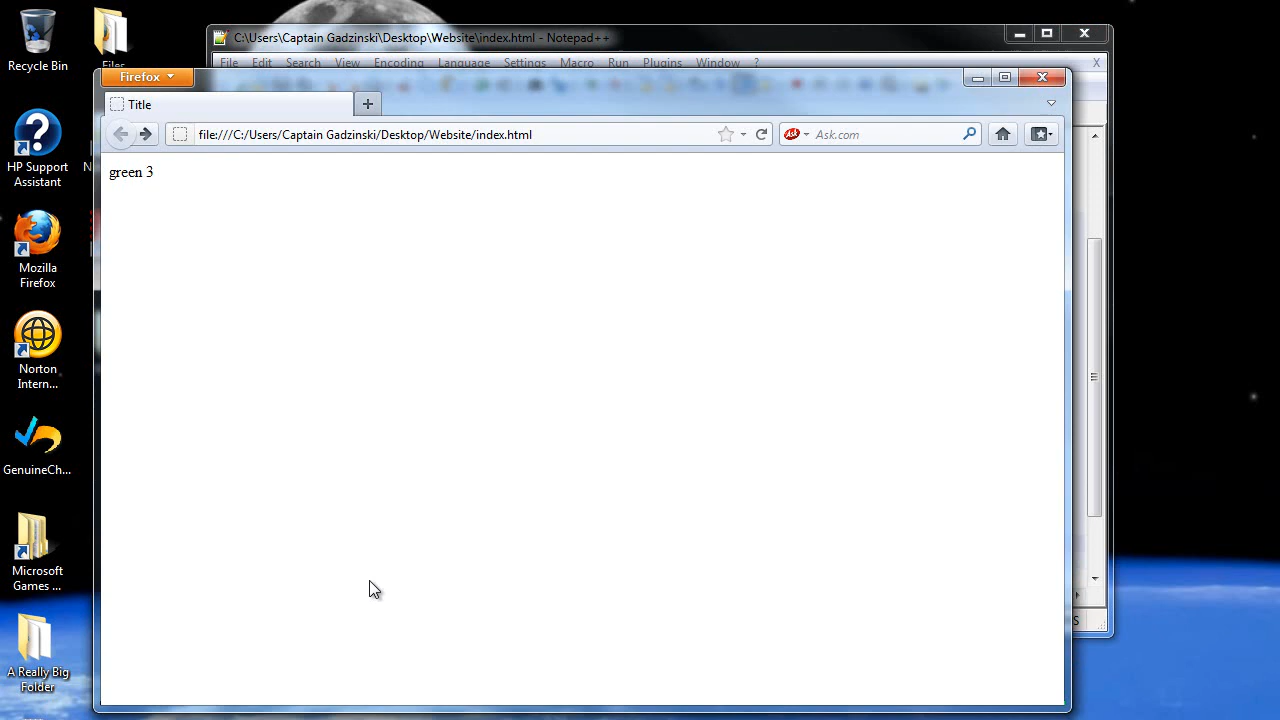 Recycle Bin
Files
HP Support
Assistant
N
Mozilla
Firefox
Norton
Intern...
GenuineCh...
Microsoft
Games ...
A Really Big
Folder
C:\Users\Captain Gadzinski\Desktop\Website\index.html - Notepad++
File Edit Search View Encoding Language Settings Macro Run Plugins Window ? X
Firefox
Title
file:///C:/Users/Captain Gadzinski/Desktop/Website/index.html
Ask Ask.com
green 3
S